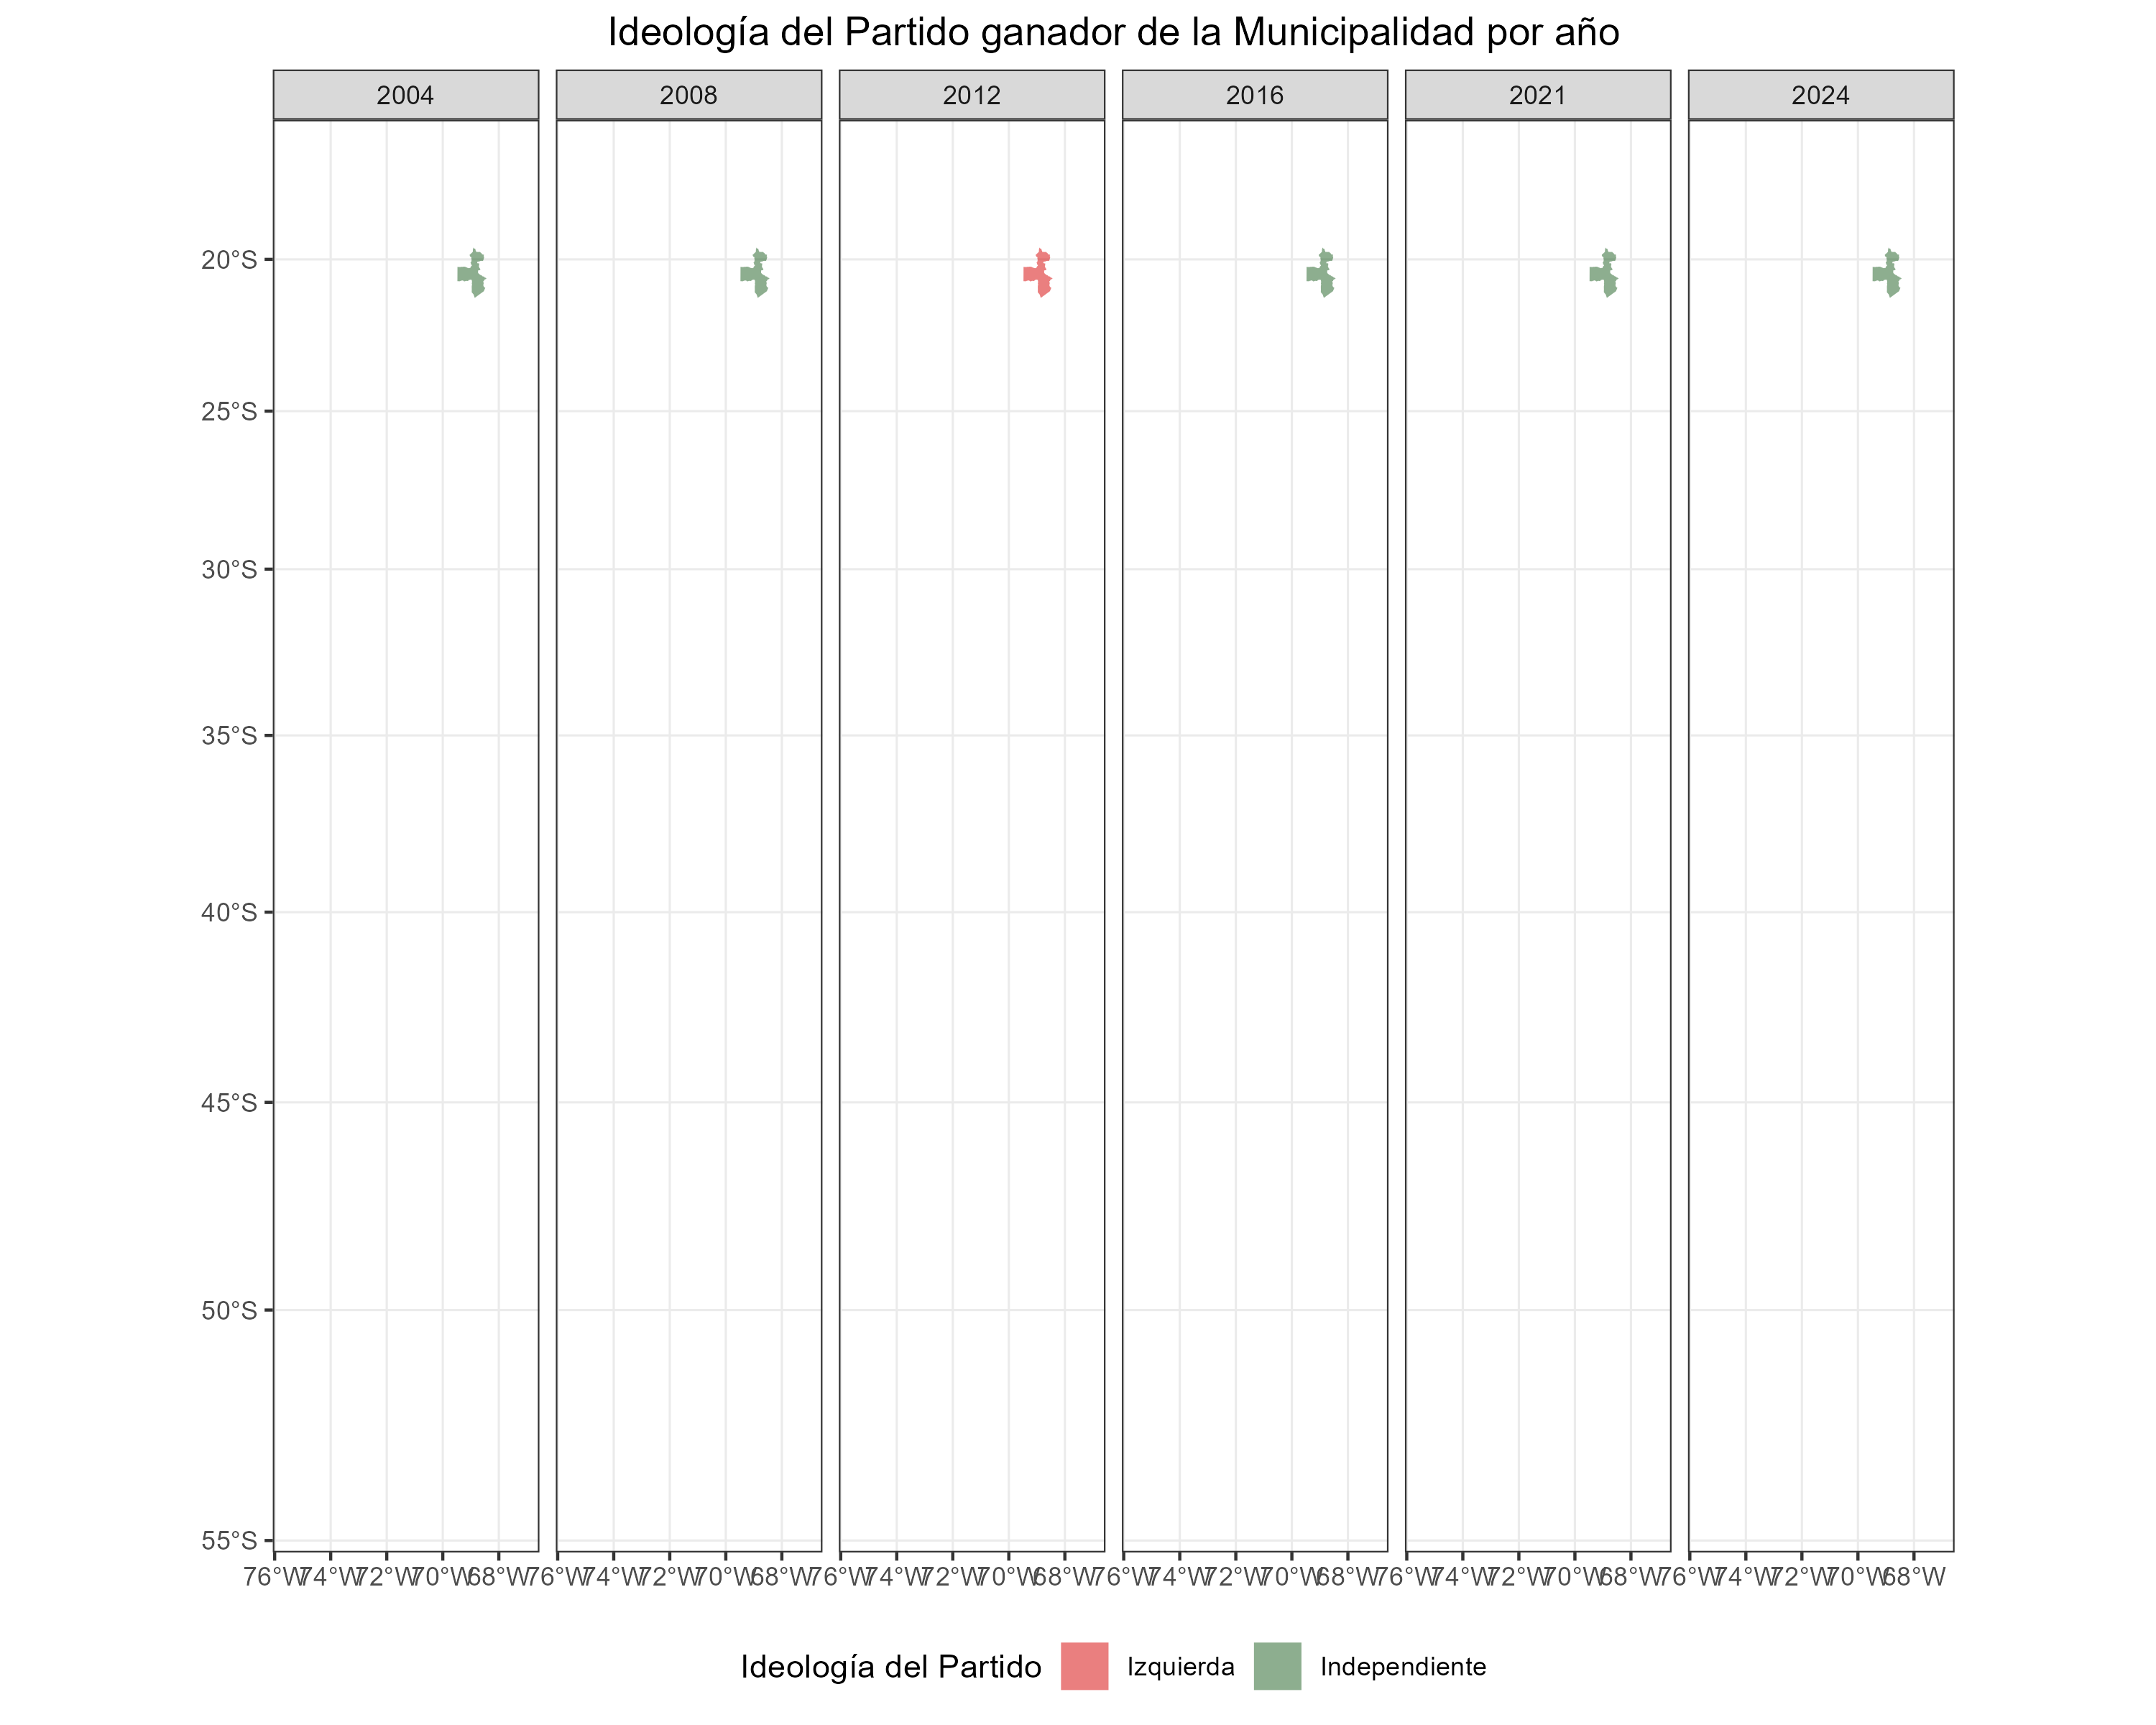 Ideología del Partido ganador de la Municipalidad por año
2004 2008 2012 2016 2021 2024
20°S
25°S
30°S
35°S
40°S
45°S
50°S
55°S
76°W 74°W 72°W 70°W 68°W 76°W 74°W 72°W 70°W 68°W 76°W 74°W 72°W 70°W 68°W 76°W 74°W 72°W 70°W 68°W 76°W 74°W 72°W 70°W 68°W 76°W 74°W 72°W 70°W 68°W
Ideología del Partido Izquierda Independiente